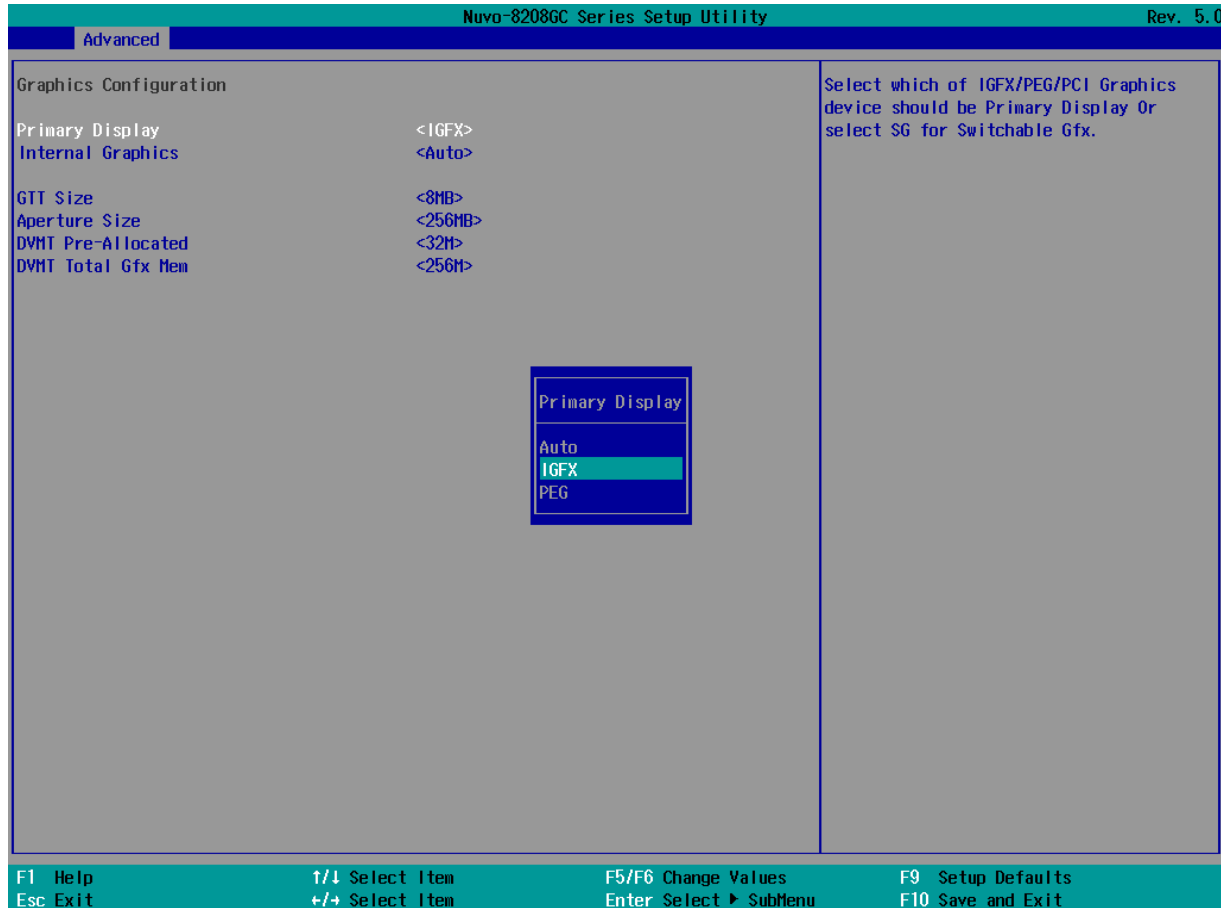 Nuvo-8208GC Series Setup Utility Rev. 5.0
Advanced
Graphics Configuration
Primary Display <IGFX>
Internal Graphics <Auto>
GTT Size <8MB>
Aperture Size <256MB>
DVMT Pre-Allocated <32M>
DVMT Total Gfx Mem <256M>
Select which of IGFX/PEG/PCI Graphics
device should be Primary Display Or
select SG for Switchable Gfx.
Primary Display
Auto
IGFX
PEG
F1 Help ↑/↓ Select Item F5/F6 Change Values F9 Setup Defaults
Esc Exit ←/→ Select Item Enter Select ► SubMenu F10 Save and Exit